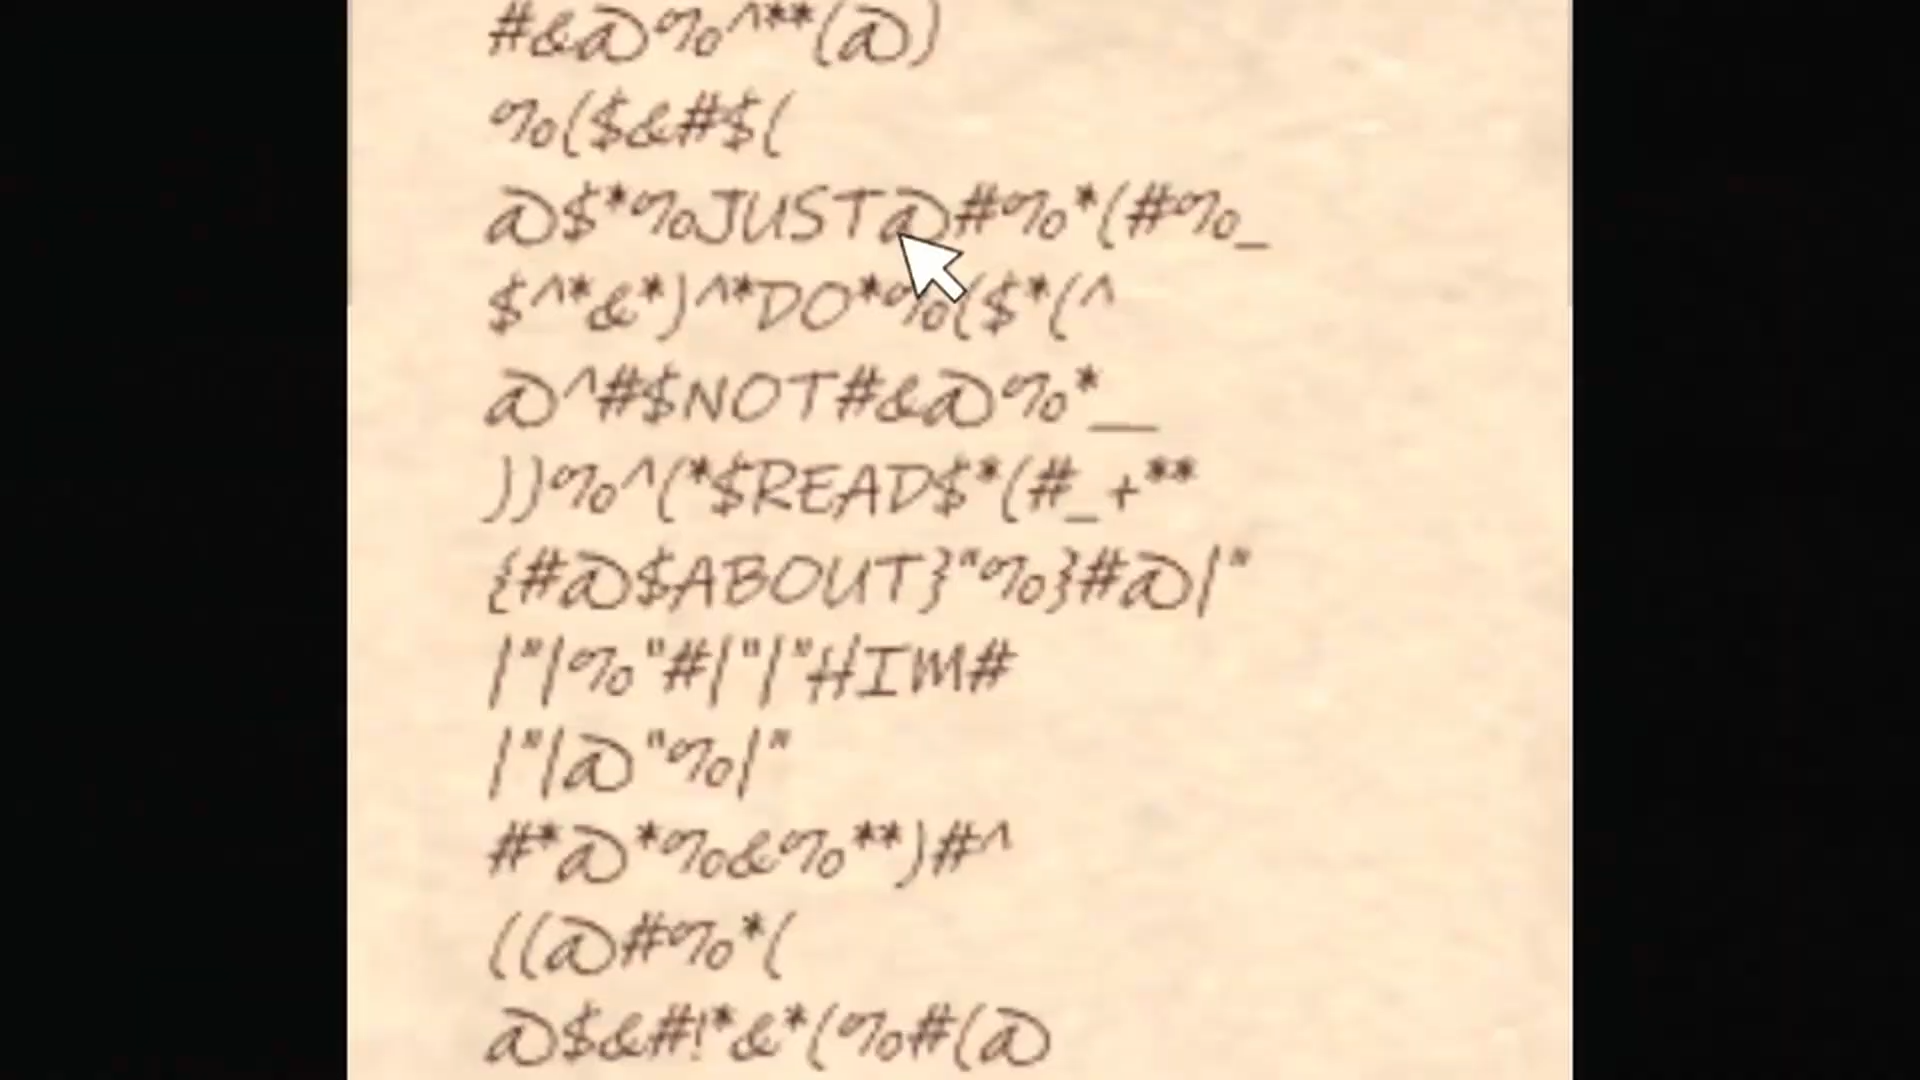 #&@%^**(@)
%($&#$(
@$*%JUST@#%*(#%_
$^*&*)^*DO*%($*(^
@^#$NOT#&@%*__
))%^(*$READ$*(#_+**
{#@$ABOUT}"%}#@|"
|"|%"#|"|"HIM#
|"|@"%|"
#*@*%&%**)#^
((@#%*(
@$&#!*&*(%#(@